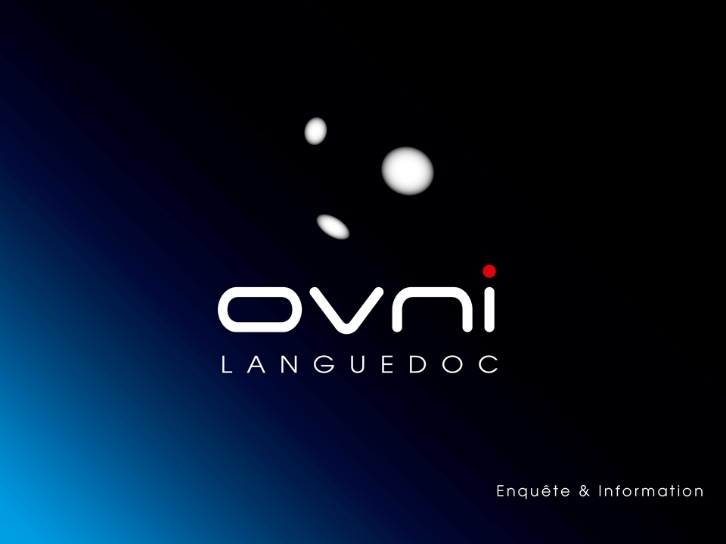 ovni
LANGUEDOC
Enquête & Information